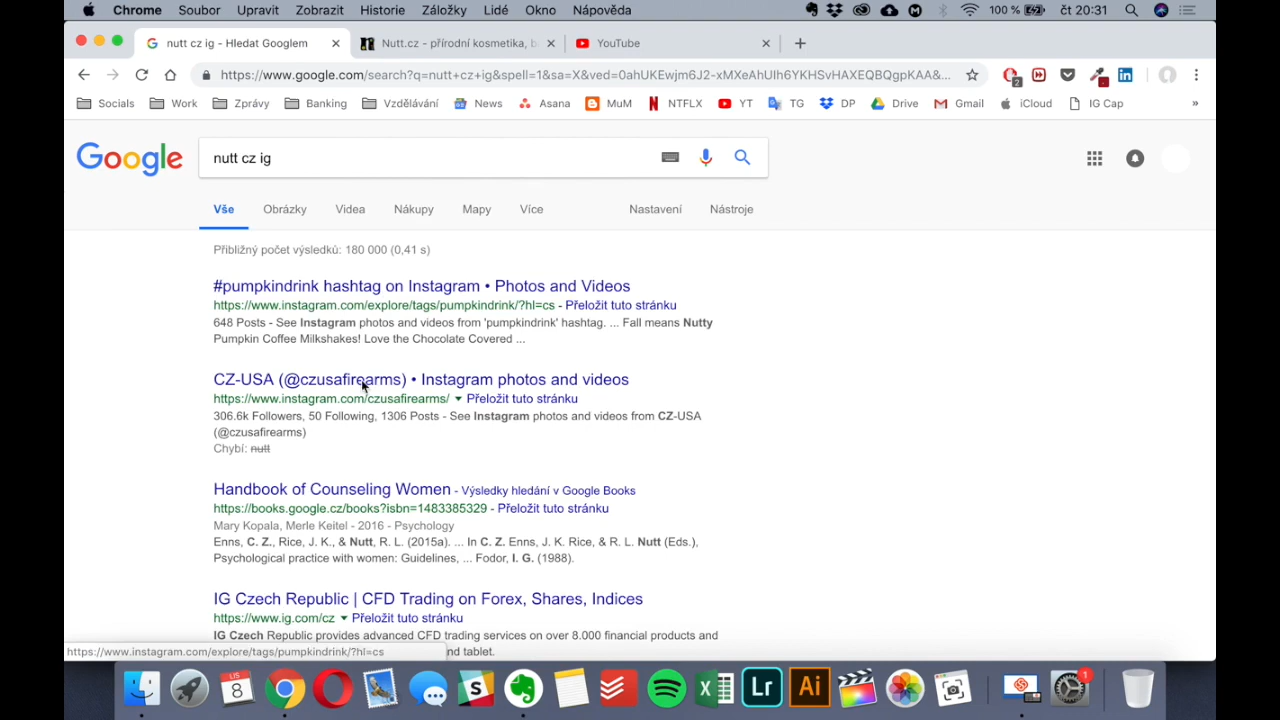 Chrome Soubor Upravit Zobrazit Historie Záložky Lidé Okno Nápověda 100 % čt 20:31
nutt cz ig - Hledat Googlem Nutt.cz - přírodní kosmetika, b YouTube
https://www.google.com/search?q=nutt+cz+ig&spell=1&sa=X&ved=0ahUKEwjm6J2-xMXeAhUIh6YKHSvHAXEQBQgpKAA&... 2
Socials Work Zprávy Banking Vzdělávání News Asana MuM NTFLX YT TG DP Drive Gmail iCloud IG Cap »
Google nutt cz ig
Vše Obrázky Videa Nákupy Mapy Více Nastavení Nástroje
Přibližný počet výsledků: 180 000 (0,41 s)
#pumpkindrink hashtag on Instagram • Photos and Videos
https://www.instagram.com/explore/tags/pumpkindrink/?hl=cs - Přeložit tuto stránku
648 Posts - See Instagram photos and videos from 'pumpkindrink' hashtag. ... Fall means Nutty
Pumpkin Coffee Milkshakes! Love the Chocolate Covered ...
CZ-USA (@czusafirearms) • Instagram photos and videos
https://www.instagram.com/czusafirearms/ Přeložit tuto stránku
306.6k Followers, 50 Following, 1306 Posts - See Instagram photos and videos from CZ-USA
(@czusafirearms)
Chybí: nutt
Handbook of Counseling Women - Výsledky hledání v Google Books
https://books.google.cz/books?isbn=1483385329 - Přeložit tuto stránku
Mary Kopala, Merle Keitel - 2016 - Psychology
Enns, C. Z., Rice, J. K., & Nutt, R. L. (2015a). ... In C. Z. Enns, J. K. Rice, & R. L. Nutt (Eds.),
Psychological practice with women: Guidelines, ... Fodor, I. G. (1988).
IG Czech Republic | CFD Trading on Forex, Shares, Indices
https://www.ig.com/cz Přeložit tuto stránku
IG Czech Republic provides advanced CFD trading services on over 8.000 financial products and
https://www.instagram.com/explore/tags/pumpkindrink/?hl=cs nd tablet.
LIS
8 Lr Ai 1